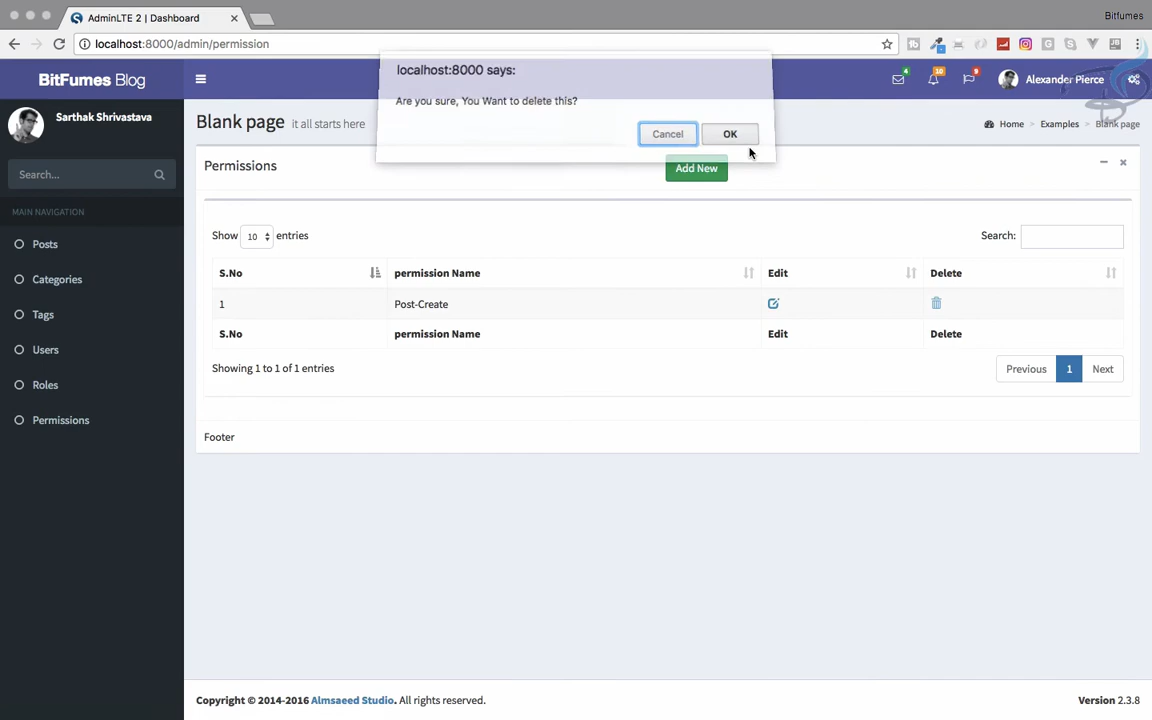 AdminLTE 2 | Dashboard
Bitfumes
localhost:8000/admin/permission
localhost:8000 says:
Are you sure, You Want to delete this?
Cancel
OK
BitFumes Blog
4
10
9
Alexander Pierce
Sarthak Shrivastava
Blank page it all starts here
Home > Examples > Blank page
Search...
Permissions
Add New
MAIN NAVIGATION
Posts
Categories
Tags
Users
Roles
Permissions
Show 10 entries
Search:
S.No permission Name Edit Delete
1 Post-Create
S.No permission Name Edit Delete
Showing 1 to 1 of 1 entries
Previous 1 Next
Footer
Copyright © 2014-2016 Almsaeed Studio. All rights reserved.
Version 2.3.8